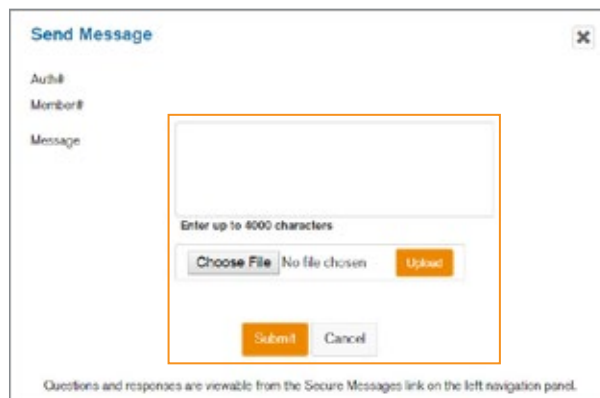 Send Message
Auth#
Member#
Message
Enter up to 4000 characters
Choose File No file chosen Upload
Submit Cancel
Questions and responses are viewable from the Secure Messages link on the left navigation panel.